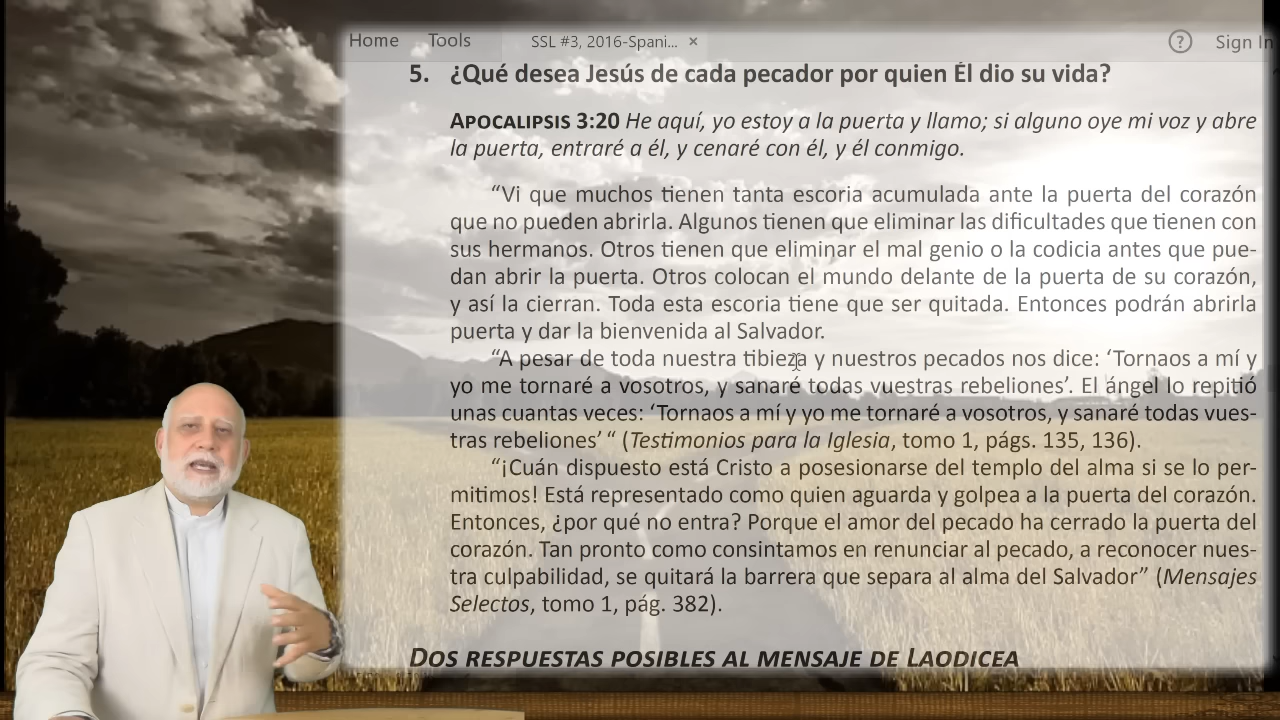 Home Tools SSL #3, 2016-Spani... × ? Sign In
5. ¿Qué desea Jesús de cada pecador por quien Él dio su vida?
APOCALIPSIS 3:20 He aquí, yo estoy a la puerta y llamo; si alguno oye mi voz y abre
la puerta, entraré a él, y cenaré con él, y él conmigo.
“Vi que muchos tienen tanta escoria acumulada ante la puerta del corazón
que no pueden abrirla. Algunos tienen que eliminar las dificultades que tienen con
sus hermanos. Otros tienen que eliminar el mal genio o la codicia antes que pue-
dan abrir la puerta. Otros colocan el mundo delante de la puerta de su corazón,
y así la cierran. Toda esta escoria tiene que ser quitada. Entonces podrán abrirla
puerta y dar la bienvenida al Salvador.
“A pesar de toda nuestra tibieza y nuestros pecados nos dice: ‘Tornaos a mí y
yo me tornaré a vosotros, y sanaré todas vuestras rebeliones’. El ángel lo repitió
unas cuantas veces: ‘Tornaos a mí y yo me tornaré a vosotros, y sanaré todas vues-
tras rebeliones’ “ (Testimonios para la Iglesia, tomo 1, págs. 135, 136).
“¡Cuán dispuesto está Cristo a posesionarse del templo del alma si se lo per-
mitimos! Está representado como quien aguarda y golpea a la puerta del corazón.
Entonces, ¿por qué no entra? Porque el amor del pecado ha cerrado la puerta del
corazón. Tan pronto como consintamos en renunciar al pecado, a reconocer nues-
tra culpabilidad, se quitará la barrera que separa al alma del Salvador” (Mensajes
Selectos, tomo 1, pág. 382).
DOS RESPUESTAS POSIBLES AL MENSAJE DE LAODICEA